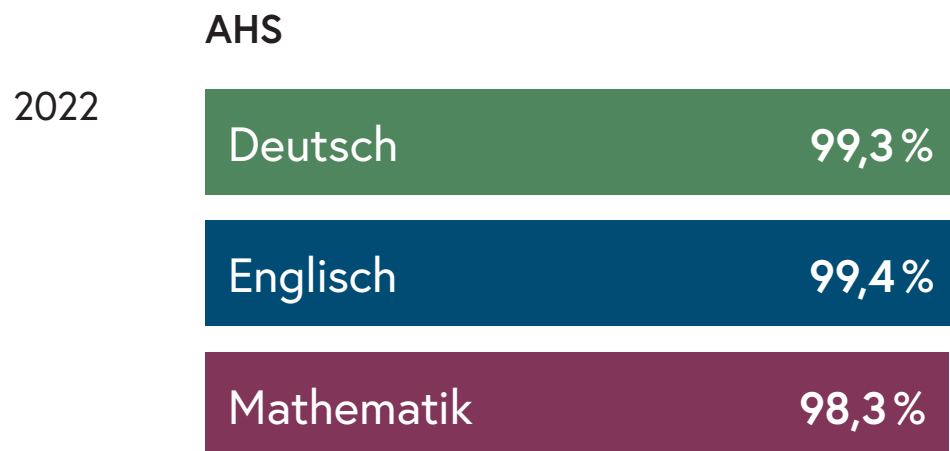 AHS
2022
Deutsch 99,3 %
Englisch 99,4 %
Mathematik 98,3 %